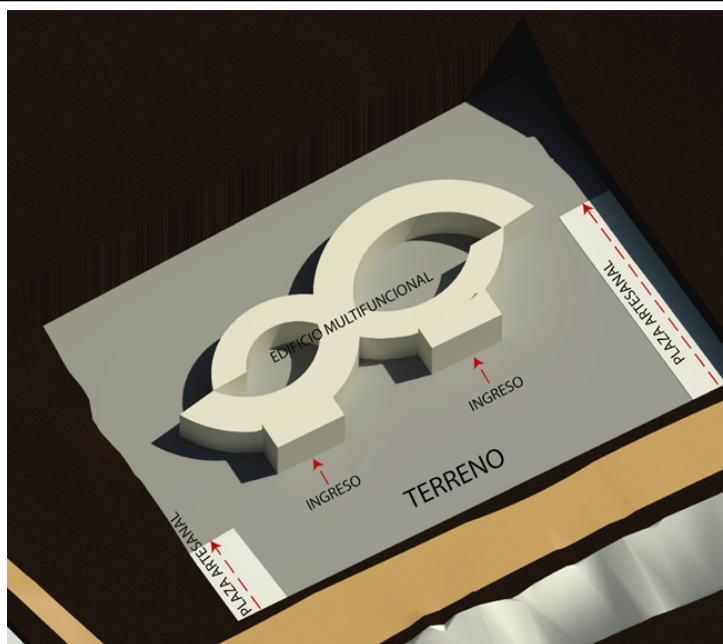 EDIFICIO MULTIFUNCIONAL
PLAZA ARTESANAL
INGRESO
INGRESO
TERRENO
PLAZA ARTESANAL